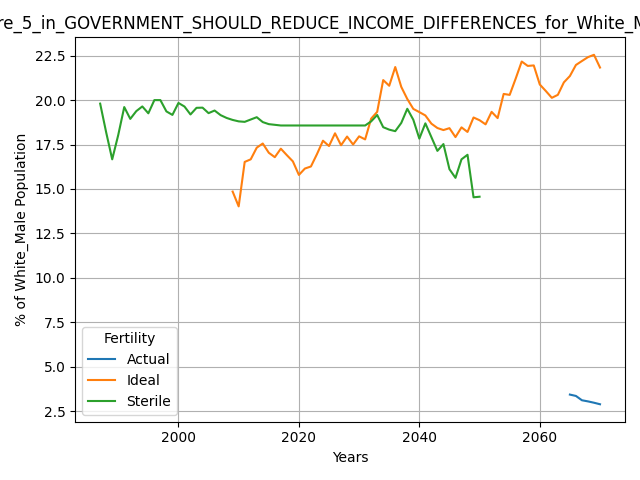 re_5_in_GOVERNMENT_SHOULD_REDUCE_INCOME_DIFFERENCES_for_White_M
22.5
20.0
17.5
15.0
12.5
10.0
7.5
5.0
2.5
% of White_Male Population
Fertility
Actual
Ideal
Sterile
2000
2020
2040
2060
Years